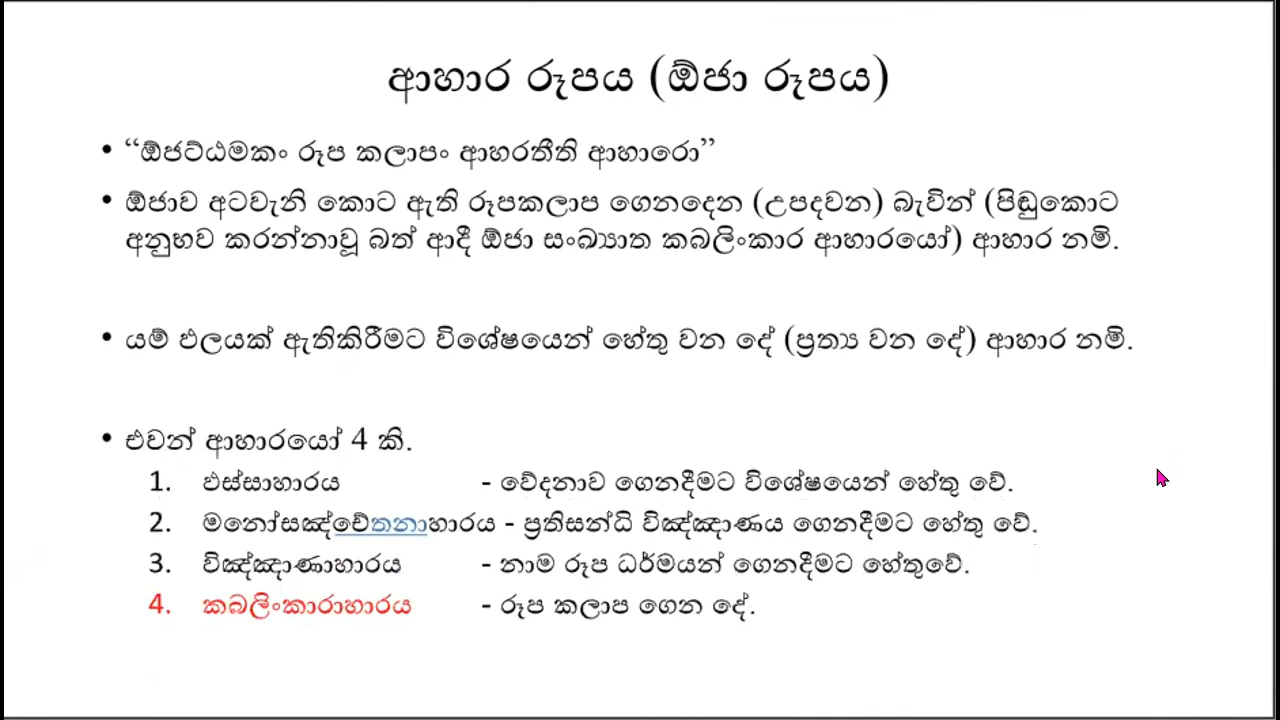 ආහාර රූපය (ඕජා රූපය)
• “ඕජට්ඨමකං රූප කලාපං ආහරතීති ආහාරො”
• ඕජාව අටවැනි කොට ඇති රූපකලාප ගෙනදෙන (උපදවන) බැවින් (පිඬුකොට
අනුභව කරන්නාවූ බත් ආදී ඕජා සංඛ්‍යාත කබලිංකාර ආහාරයෝ) ආහාර නමි.
• යම් ඵලයක් ඇතිකිරීමට විශේෂයෙන් හේතු වන දේ (ප්‍රත්‍ය වන දේ) ආහාර නමි.
• එවන් ආහාරයෝ 4 කි.
1. ඵස්සාහාරය - වේදනාව ගෙනදීමට විශේෂයෙන් හේතු වේ.
2. මනෝසඤ්චේතනාහාරය - ප්‍රතිසන්ධි විඤ්ඤාණය ගෙනදීමට හේතු වේ.
3. විඤ්ඤාණාහාරය - නාම රූප ධර්මයන් ගෙනදීමට හේතුවේ.
4. කබලිංකාරාහාරය - රූප කලාප ගෙන දේ.